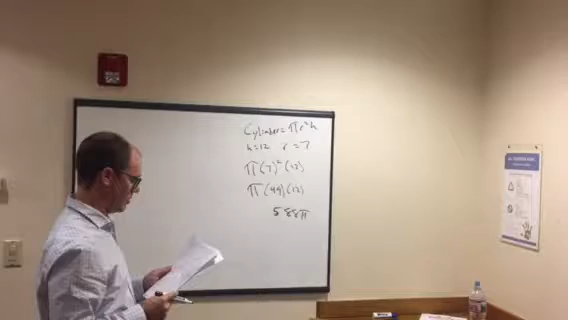 Cylinder = πr²h
h=12 r=7
π(7)²(12)
π(49)(12)
588π